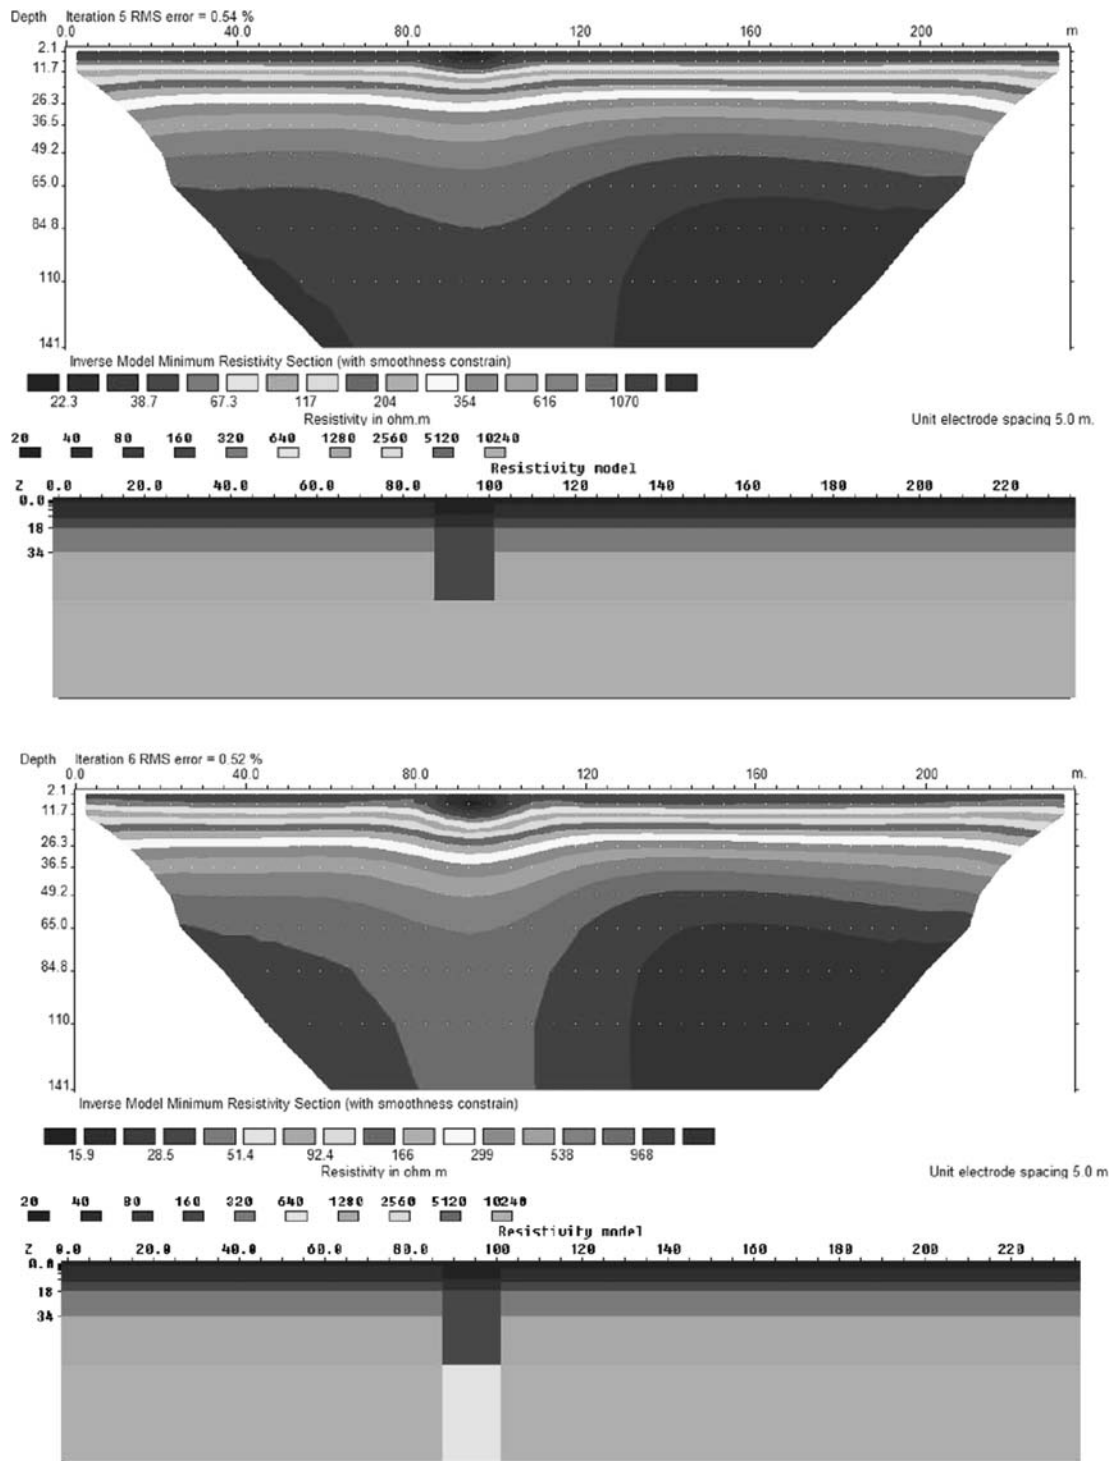 Depth Iteration 5 RMS error = 0.54 %
0.0 40.0 80.0 120 160 200 m
2.1
11.7
26.3
36.5
49.2
65.0
84.8
110.
141.
Inverse Model Minimum Resistivity Section (with smoothness constrain)
22.3 38.7 67.3 117 204 354 616 1070
Resistivity in ohm.m
Unit electrode spacing 5.0 m.
20 40 80 160 320 640 1280 2560 5120 10240
Resistivity model
Z 0.0 20.0 40.0 60.0 80.0 100 120 140 160 180 200 220
0.0
18
34
Depth Iteration 6 RMS error = 0.52 %
0.0 40.0 80.0 120 160 200 m.
2.1
11.7
26.3
36.5
49.2
65.0
84.8
110.
141.
Inverse Model Minimum Resistivity Section (with smoothness constrain)
15.9 28.5 51.4 92.4 166 299 538 968
Resistivity in ohm m
Unit electrode spacing 5.0 m
20 40 80 160 320 640 1280 2560 5120 10240
Resistivity model
Z 0.0 20.0 40.0 60.0 80.0 100 120 140 160 180 200 220
0.0
18
34